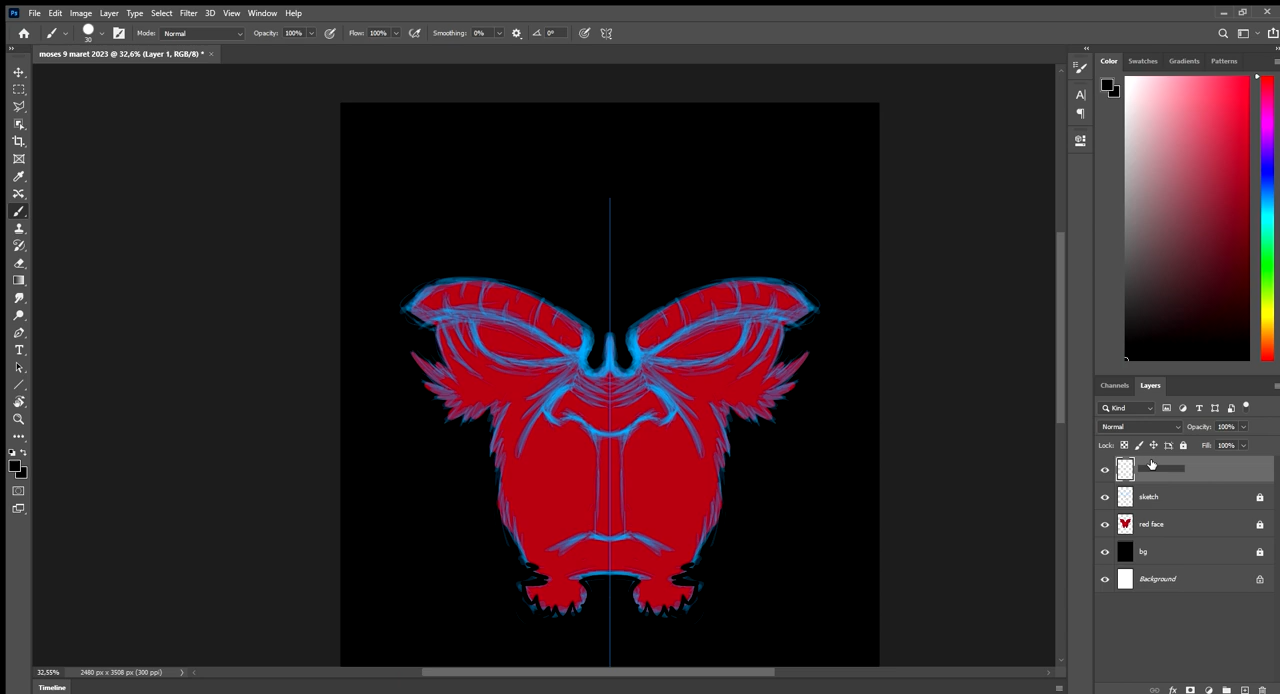 Ps File Edit Image Layer Type Select Filter 3D View Window Help
30 Mode: Normal Opacity: 100% Flow: 100% Smoothing: 0% 0°
moses 9 maret 2023 @ 32,6% (Layer 1, RGB/8) * ×
Color Swatches Gradients Patterns
Channels Layers
Kind
Normal Opacity: 100%
Lock: Fill: 100%
sketch
red face
bg
Background
32,55% 2480 px x 3508 px (300 ppi)
Timeline
fx